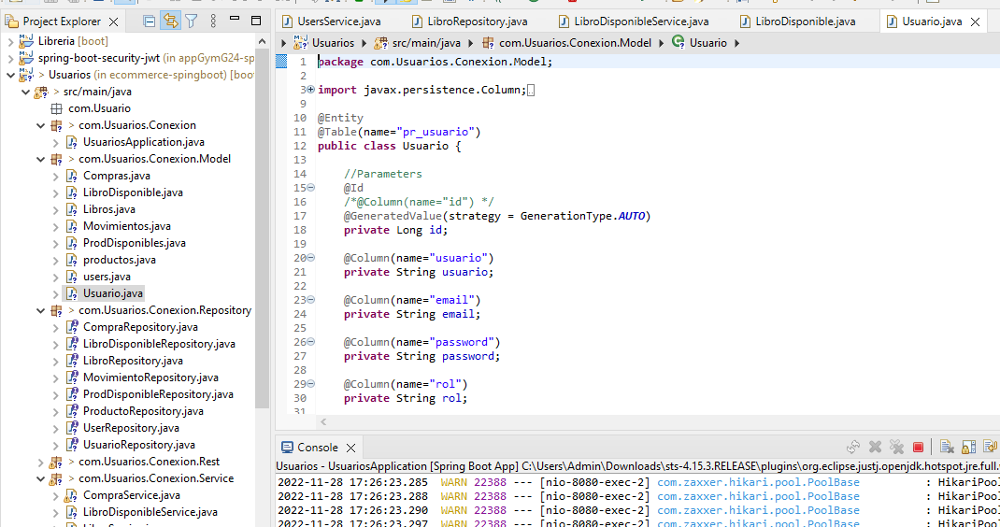 Project Explorer
Libreria [boot]
spring-boot-security-jwt (in appGymG24-sp
> Usuarios (in ecommerce-spingboot) [boo
> src/main/java
com.Usuario
> com.Usuarios.Conexion
> UsuariosApplication.java
> com.Usuarios.Conexion.Model
Compras.java
LibroDisponible.java
Libros.java
Movimientos.java
ProdDisponibles.java
productos.java
users.java
Usuario.java
> com.Usuarios.Conexion.Repository
CompraRepository.java
LibroDisponibleRepository.java
LibroRepository.java
MovimientoRepository.java
ProdDisponibleRepository.java
ProductoRepository.java
UserRepository.java
UsuarioRepository.java
> com.Usuarios.Conexion.Rest
> com.Usuarios.Conexion.Service
CompraService.java
LibroDisponibleService.java
UsersService.java
LibroRepository.java
LibroDisponibleService.java
LibroDisponible.java
Usuario.java
Usuarios
src/main/java
com.Usuarios.Conexion.Model
Usuario
1 package com.Usuarios.Conexion.Model;
2
3 import javax.persistence.Column;
9
10 @Entity
11 @Table(name="pr_usuario")
12 public class Usuario {
13
14 //Parameters
15 @Id
16 /*@Column(name="id") */
17 @GeneratedValue(strategy = GenerationType.AUTO)
18 private Long id;
19
20 @Column(name="usuario")
21 private String usuario;
22
23 @Column(name="email")
24 private String email;
25
26 @Column(name="password")
27 private String password;
28
29 @Column(name="rol")
30 private String rol;
31
Console
Usuarios - UsuariosApplication [Spring Boot App] C:\Users\Admin\Downloads\sts-4.15.3.RELEASE\plugins\org.eclipse.justj.openjdk.hotspot.jre.full.
2022-11-28 17:26:23.285 WARN 22388 --- [nio-8080-exec-2] com.zaxxer.hikari.pool.PoolBase : HikariPool
2022-11-28 17:26:23.288 WARN 22388 --- [nio-8080-exec-2] com.zaxxer.hikari.pool.PoolBase : HikariPool
2022-11-28 17:26:23.290 WARN 22388 --- [nio-8080-exec-2] com.zaxxer.hikari.pool.PoolBase : HikariPool
2022-11-28 17:26:23.297 WARN 22388 --- [nio-8080-exec-2] com.zaxxer.hikari.pool.PoolBase : HikariPool